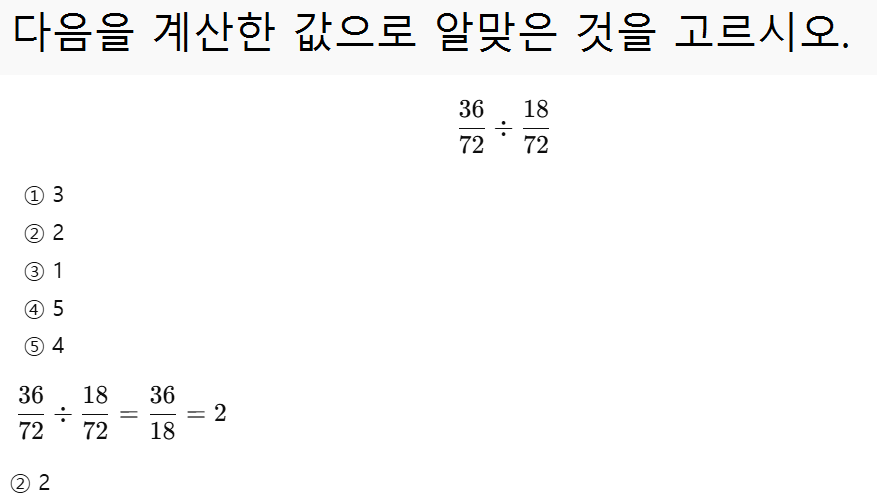 다음을 계산한 값으로 알맞은 것을 고르시오.
36/72 ÷ 18/72
① 3
② 2
③ 1
④ 5
⑤ 4
36/72 ÷ 18/72 = 36/18 = 2
② 2